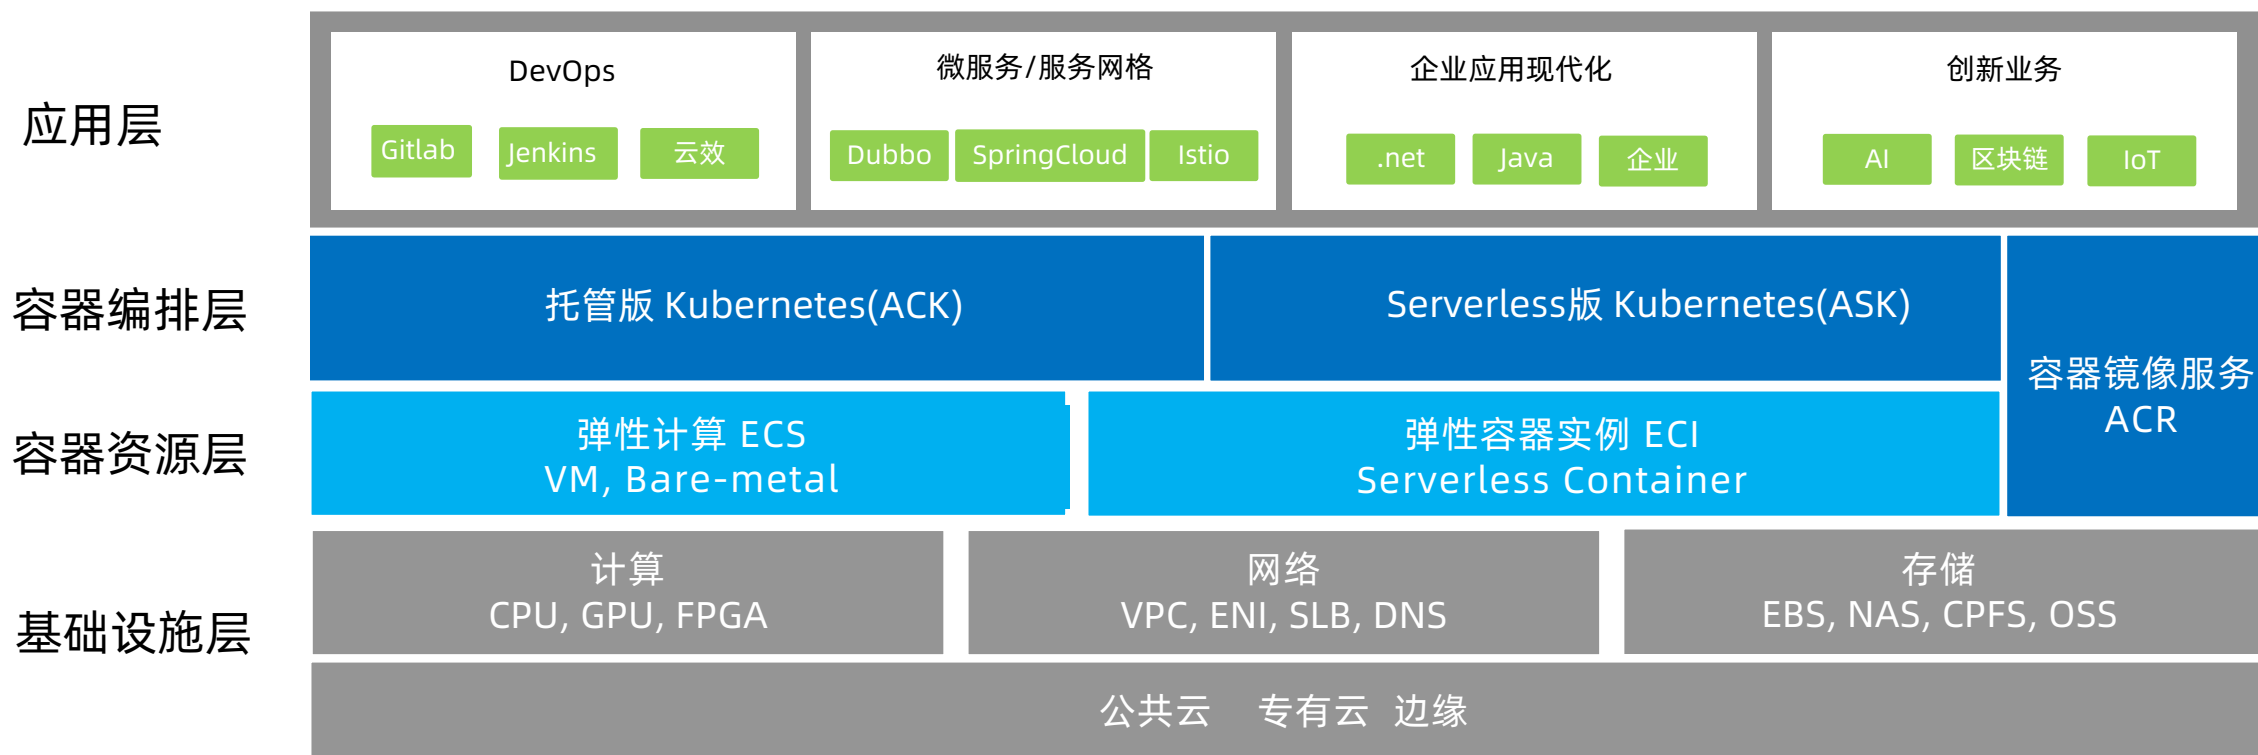 应用层
DevOps
Gitlab
Jenkins
云效
微服务/服务网格
Dubbo
SpringCloud
Istio
企业应用现代化
.net
Java
企业
创新业务
AI
区块链
IoT
容器编排层
托管版 Kubernetes(ACK)
Serverless版 Kubernetes(ASK)
容器镜像服务
ACR
容器资源层
弹性计算 ECS
VM, Bare-metal
弹性容器实例 ECI
Serverless Container
基础设施层
计算
CPU, GPU, FPGA
网络
VPC, ENI, SLB, DNS
存储
EBS, NAS, CPFS, OSS
公共云 专有云 边缘